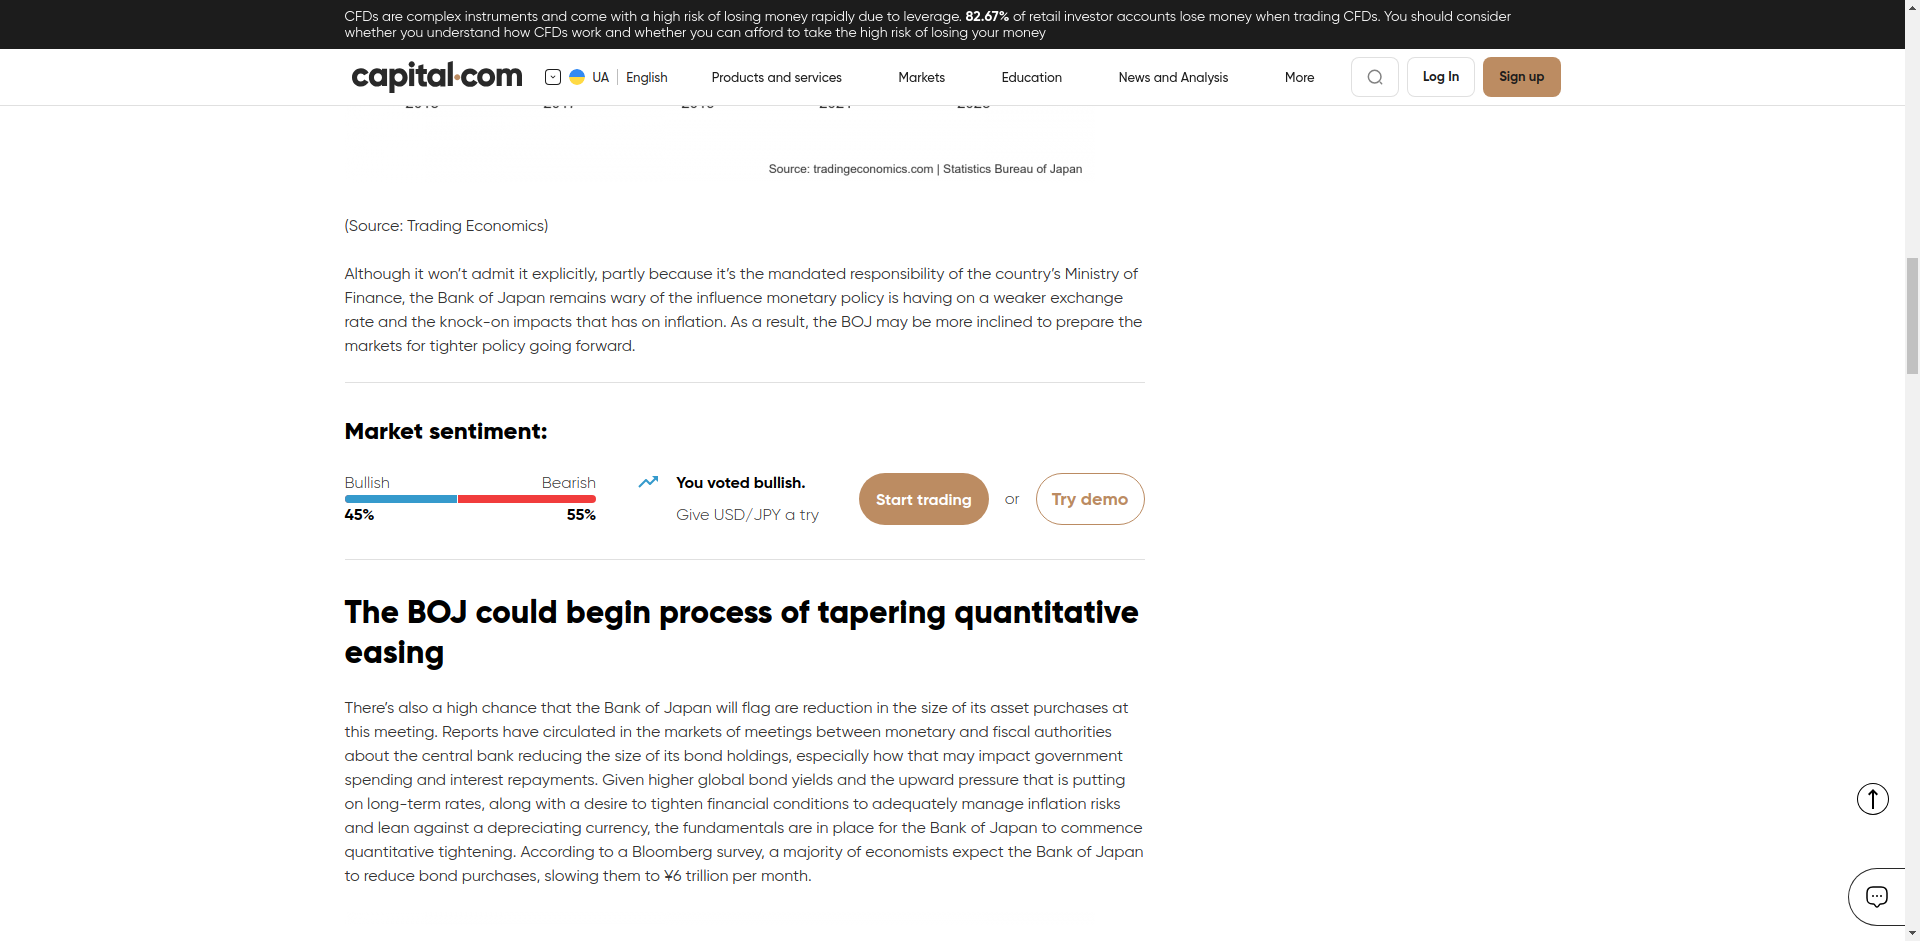 CFDs are complex instruments and come with a high risk of losing money rapidly due to leverage. 82.67% of retail investor accounts lose money when trading CFDs. You should consider
whether you understand how CFDs work and whether you can afford to take the high risk of losing your money
capital.com
UA
English
Products and services
Markets
Education
News and Analysis
More
Log In
Sign up
Source: tradingeconomics.com | Statistics Bureau of Japan
(Source: Trading Economics)
Although it won’t admit it explicitly, partly because it’s the mandated responsibility of the country’s Ministry of
Finance, the Bank of Japan remains wary of the influence monetary policy is having on a weaker exchange
rate and the knock-on impacts that has on inflation. As a result, the BOJ may be more inclined to prepare the
markets for tighter policy going forward.
Market sentiment:
Bullish
Bearish
45%
55%
You voted bullish.
Give USD/JPY a try
Start trading
or
Try demo
The BOJ could begin process of tapering quantitative
easing
There’s also a high chance that the Bank of Japan will flag are reduction in the size of its asset purchases at
this meeting. Reports have circulated in the markets of meetings between monetary and fiscal authorities
about the central bank reducing the size of its bond holdings, especially how that may impact government
spending and interest repayments. Given higher global bond yields and the upward pressure that is putting
on long-term rates, along with a desire to tighten financial conditions to adequately manage inflation risks
and lean against a depreciating currency, the fundamentals are in place for the Bank of Japan to commence
quantitative tightening. According to a Bloomberg survey, a majority of economists expect the Bank of Japan
to reduce bond purchases, slowing them to ¥6 trillion per month.